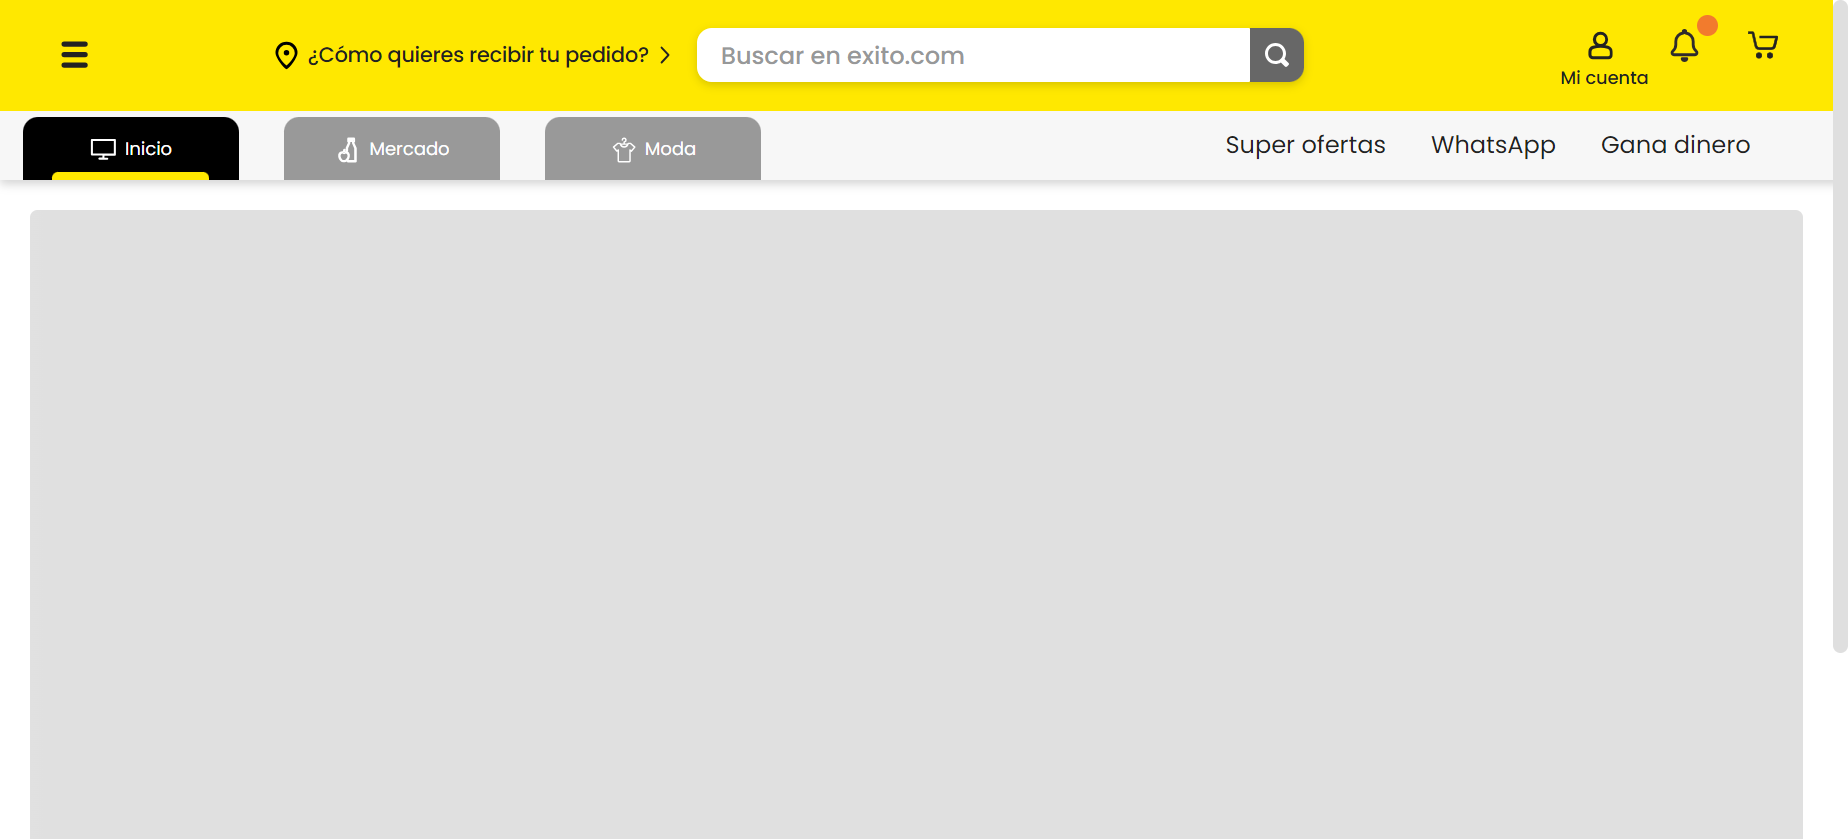 ¿Cómo quieres recibir tu pedido?
Buscar en exito.com
Mi cuenta
Inicio
Mercado
Moda
Super ofertas
WhatsApp
Gana dinero